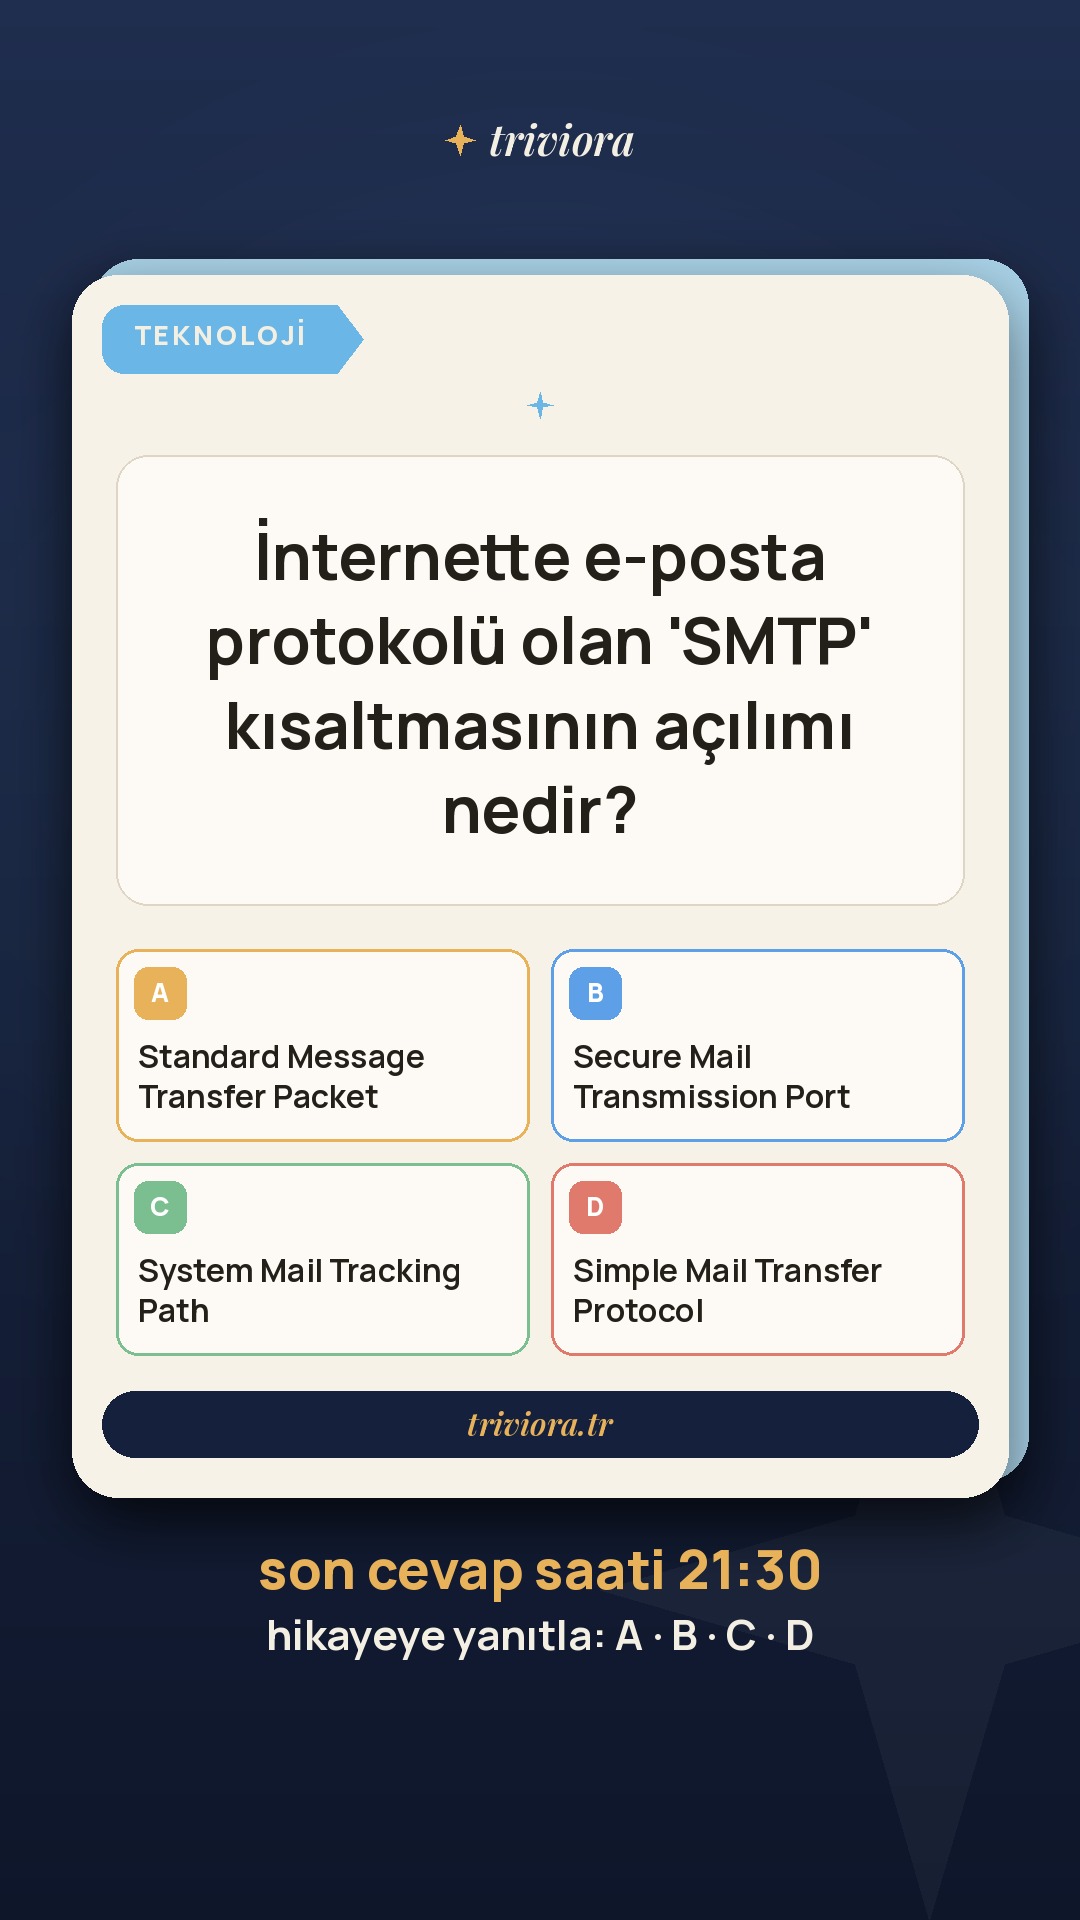 triviora
TEKNOLOJİ
İnternette e-posta
protokolü olan 'SMTP'
kısaltmasının açılımı
nedir?
A
Standard Message
Transfer Packet
B
Secure Mail
Transmission Port
C
System Mail Tracking
Path
D
Simple Mail Transfer
Protocol
triviora.tr
son cevap saati 21:30
hikayeye yanıtla: A · B · C · D